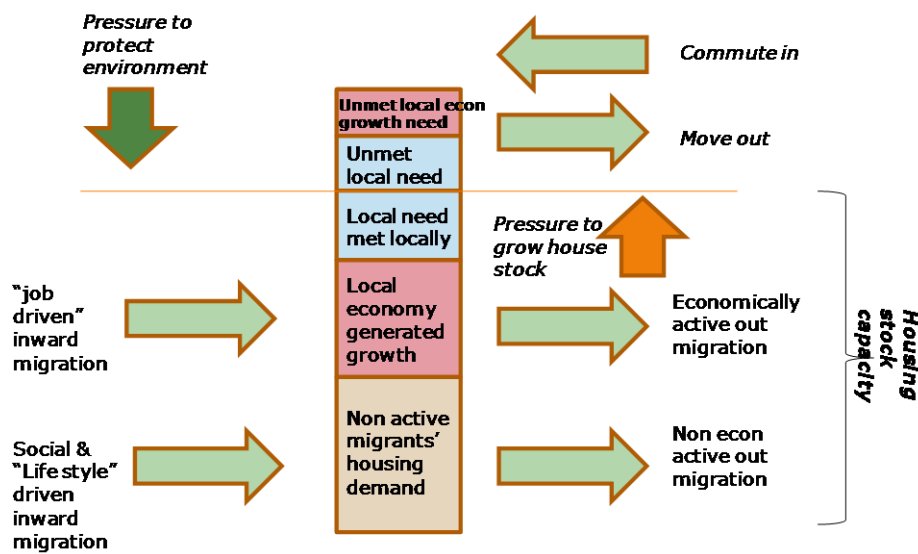 Pressure to
protect
environment
Commute in
Unmet local econ
growth need
Move out
Unmet
local need
Local need
met locally
Pressure to
grow house
stock
"job
driven"
inward
migration
Local
economy
generated
growth
Economically
active out
migration
Housing
stock
capacity
Social &
"Life style"
driven
inward
migration
Non active
migrants'
housing
demand
Non econ
active out
migration